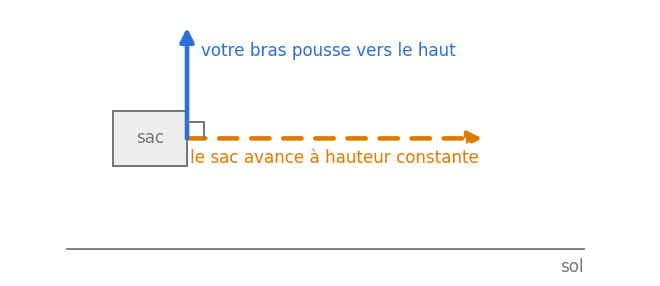 votre bras pousse vers le haut
sac
le sac avance à hauteur constante
sol